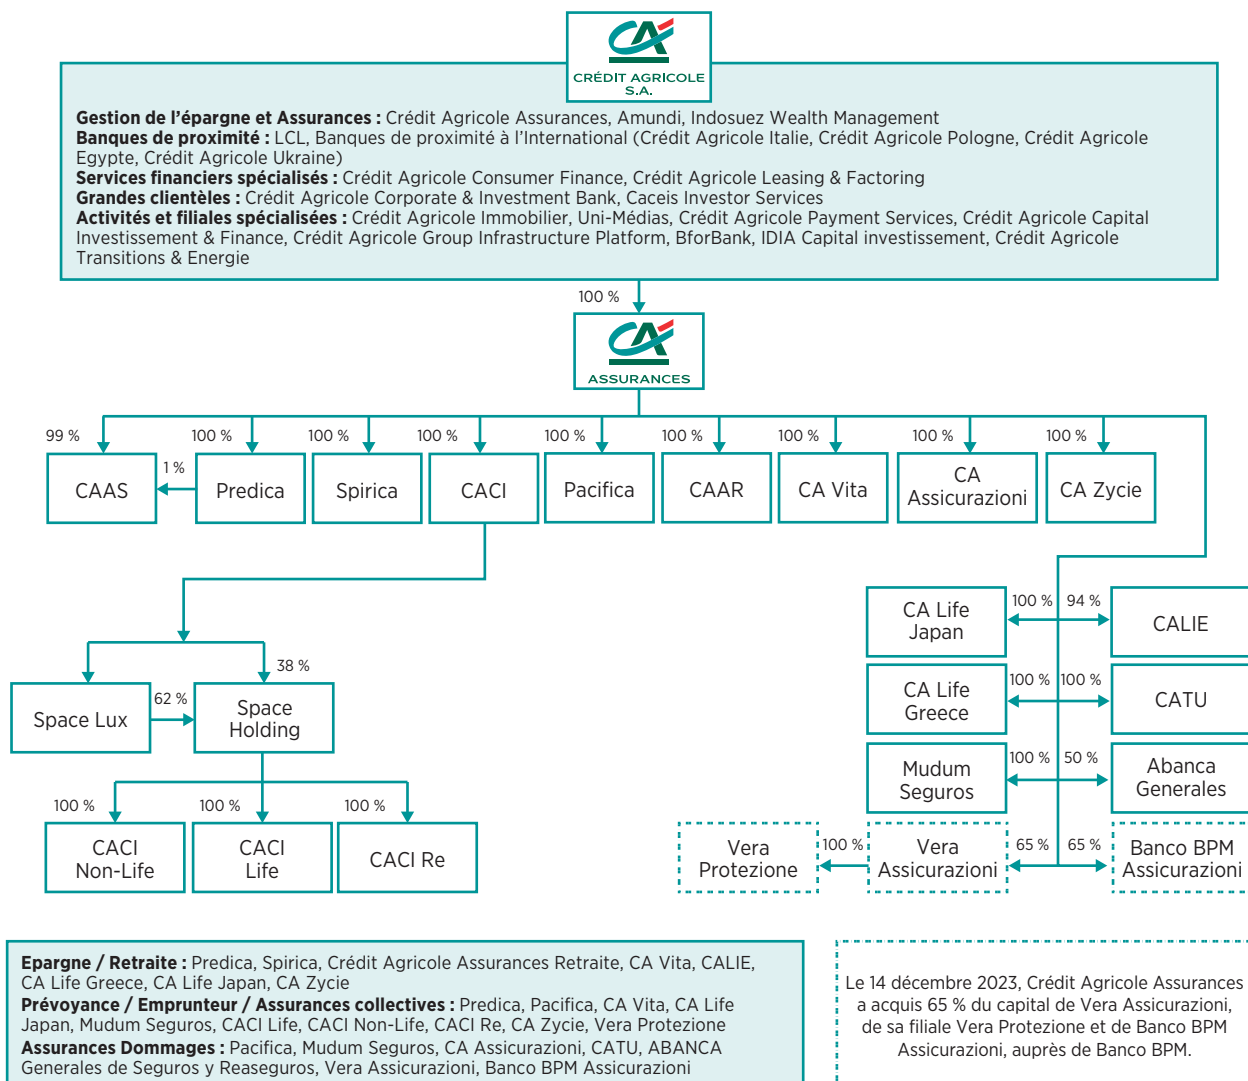 CRÉDIT AGRICOLE
S.A.
Gestion de l'épargne et Assurances : Crédit Agricole Assurances, Amundi, Indosuez Wealth Management
Banques de proximité : LCL, Banques de proximité à l'International (Crédit Agricole Italie, Crédit Agricole Pologne, Crédit Agricole
Egypte, Crédit Agricole Ukraine)
Services financiers spécialisés : Crédit Agricole Consumer Finance, Crédit Agricole Leasing & Factoring
Grandes clientèles : Crédit Agricole Corporate & Investment Bank, Caceis Investor Services
Activités et filiales spécialisées : Crédit Agricole Immobilier, Uni-Médias, Crédit Agricole Payment Services, Crédit Agricole Capital
Investissement & Finance, Crédit Agricole Group Infrastructure Platform, BforBank, IDIA Capital investissement, Crédit Agricole
Transitions & Energie
100 %
ASSURANCES
99 %
100 %
100 %
100 %
100 %
100 %
100 %
100 %
100 %
CAAS
1 %
Predica
Spirica
CACI
Pacifica
CAAR
CA Vita
CA
Assicurazioni
CA Zycie
CA Life
Japan
100 %
94 %
CALIE
38 %
Space Lux
62 %
Space
Holding
CA Life
Greece
100 %
100 %
CATU
Mudum
Seguros
100 %
50 %
Abanca
Generales
100 %
100 %
100 %
CACI
Non-Life
CACI
Life
CACI Re
Vera
Protezione
100 %
Vera
Assicurazioni
65 %
65 %
Banco BPM
Assicurazioni
Epargne / Retraite : Predica, Spirica, Crédit Agricole Assurances Retraite, CA Vita, CALIE,
CA Life Greece, CA Life Japan, CA Zycie
Prévoyance / Emprunteur / Assurances collectives : Predica, Pacifica, CA Vita, CA Life
Japan, Mudum Seguros, CACI Life, CACI Non-Life, CACI Re, CA Zycie, Vera Protezione
Assurances Dommages : Pacifica, Mudum Seguros, CA Assicurazioni, CATU, ABANCA
Generales de Seguros y Reaseguros, Vera Assicurazioni, Banco BPM Assicurazioni
Le 14 décembre 2023, Crédit Agricole Assurances
a acquis 65 % du capital de Vera Assicurazioni,
de sa filiale Vera Protezione et de Banco BPM
Assicurazioni, auprès de Banco BPM.